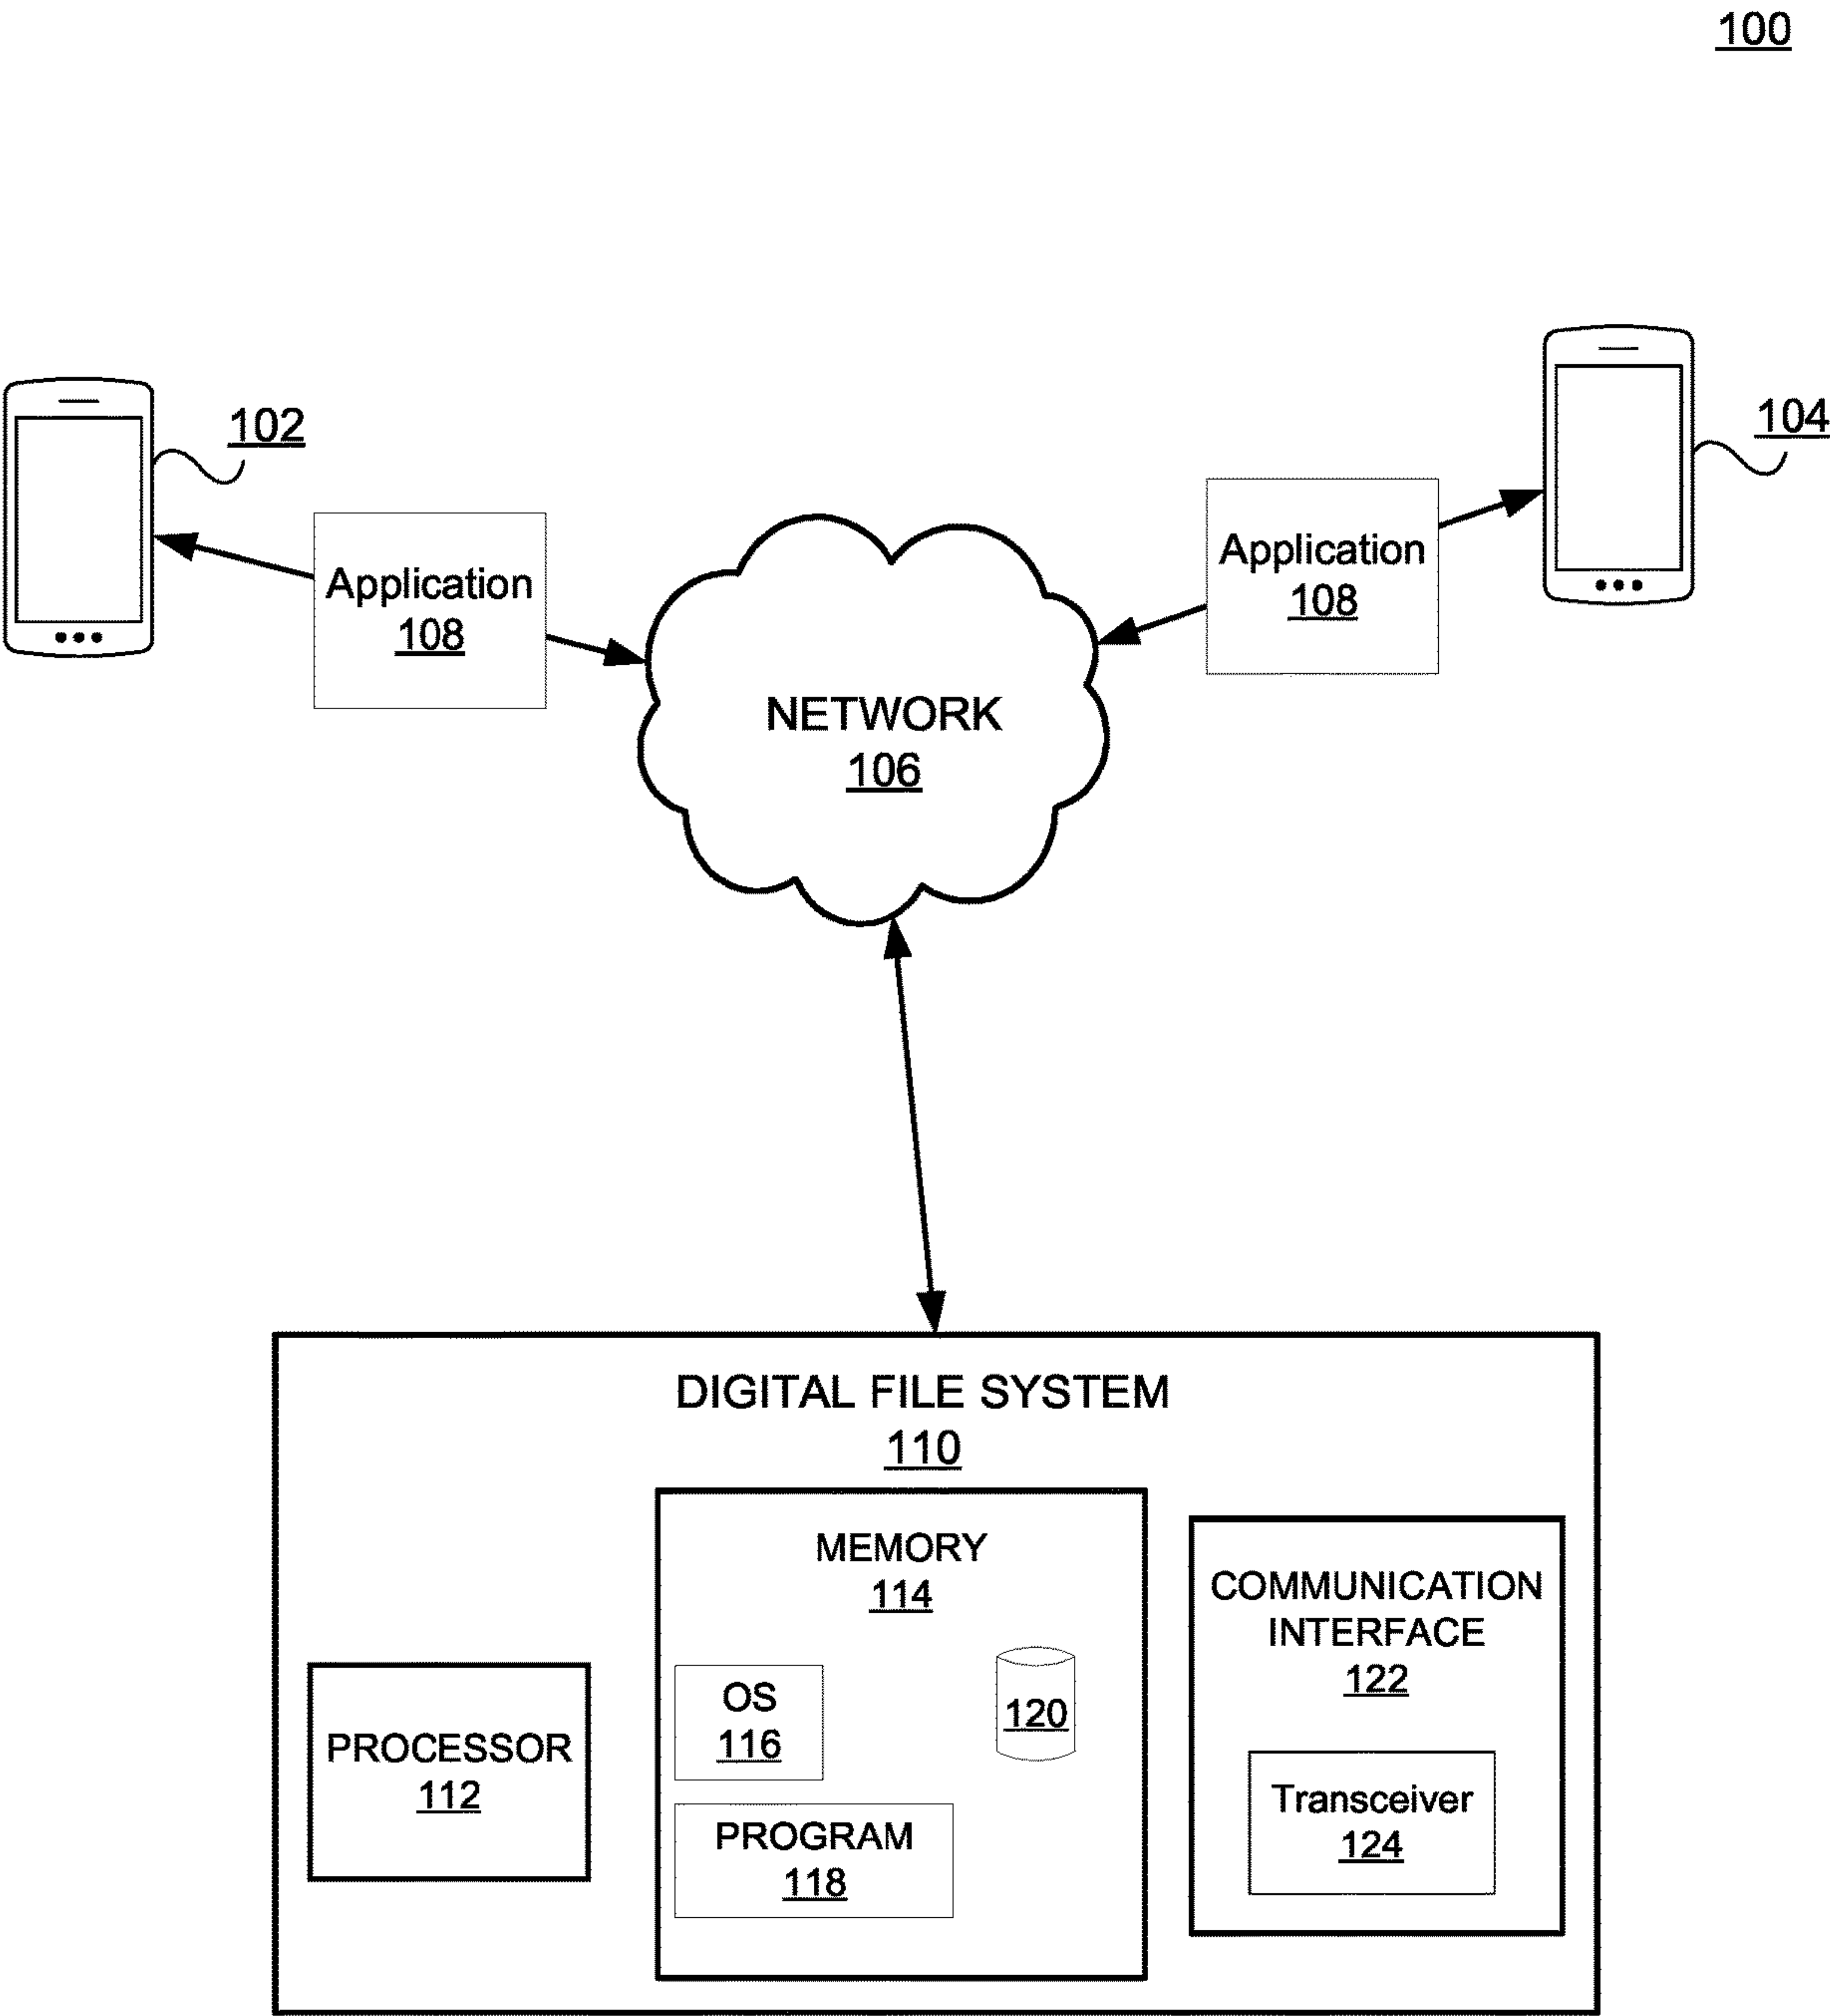 100
102
104
Application
108
Application
108
NETWORK
106
DIGITAL FILE SYSTEM
110
MEMORY
114
COMMUNICATION
INTERFACE
122
OS
116
120
PROCESSOR
112
Transceiver
124
PROGRAM
118